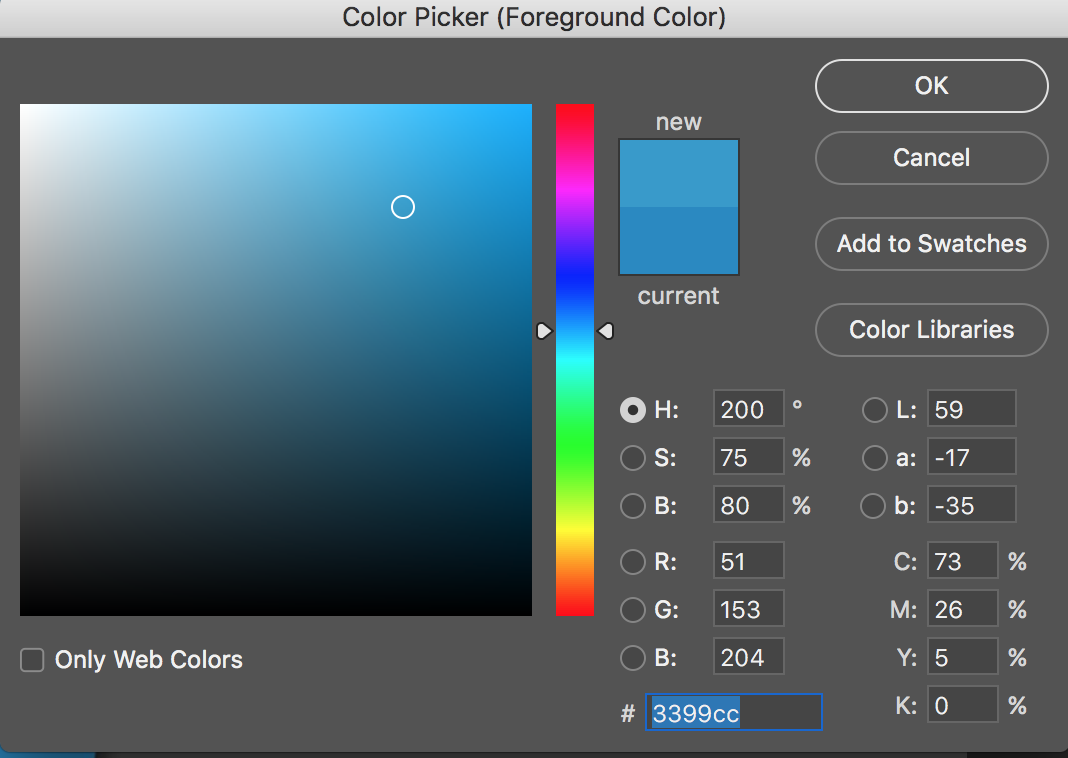 Color Picker (Foreground Color)
new
current
OK
Cancel
Add to Swatches
Color Libraries
H: 200 °
S: 75 %
B: 80 %
R: 51
G: 153
B: 204
# 3399cc
L: 59
a: -17
b: -35
C: 73 %
M: 26 %
Y: 5 %
K: 0 %
Only Web Colors